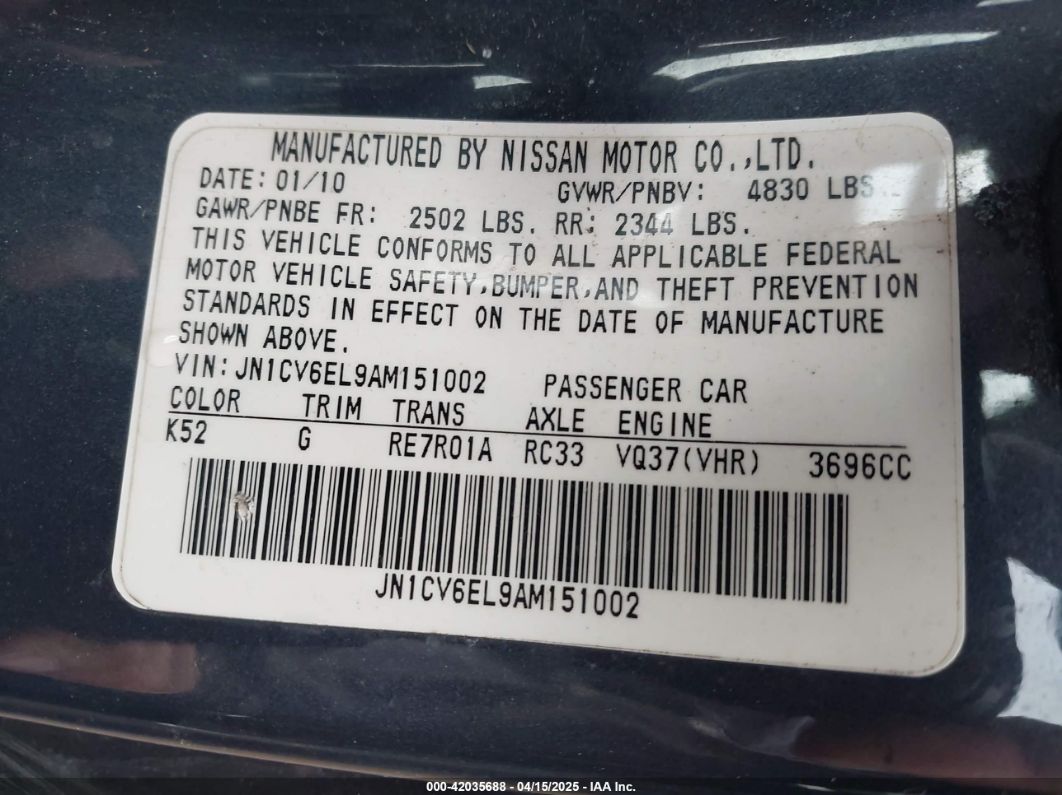 MANUFACTURED BY NISSAN MOTOR CO.,LTD.
DATE: 01/10 GVWR/PNBV: 4830 LBS.
GAWR/PNBE FR: 2502 LBS. RR: 2344 LBS.
THIS VEHICLE CONFORMS TO ALL APPLICABLE FEDERAL
MOTOR VEHICLE SAFETY,BUMPER,AND THEFT PREVENTION
STANDARDS IN EFFECT ON THE DATE OF MANUFACTURE
SHOWN ABOVE.
VIN: JN1CV6EL9AM151002 PASSENGER CAR
COLOR TRIM TRANS AXLE ENGINE
K52 G RE7R01A RC33 VQ37(VHR) 3696CC
JN1CV6EL9AM151002
000-42035688 - 04/15/2025 - IAA Inc.